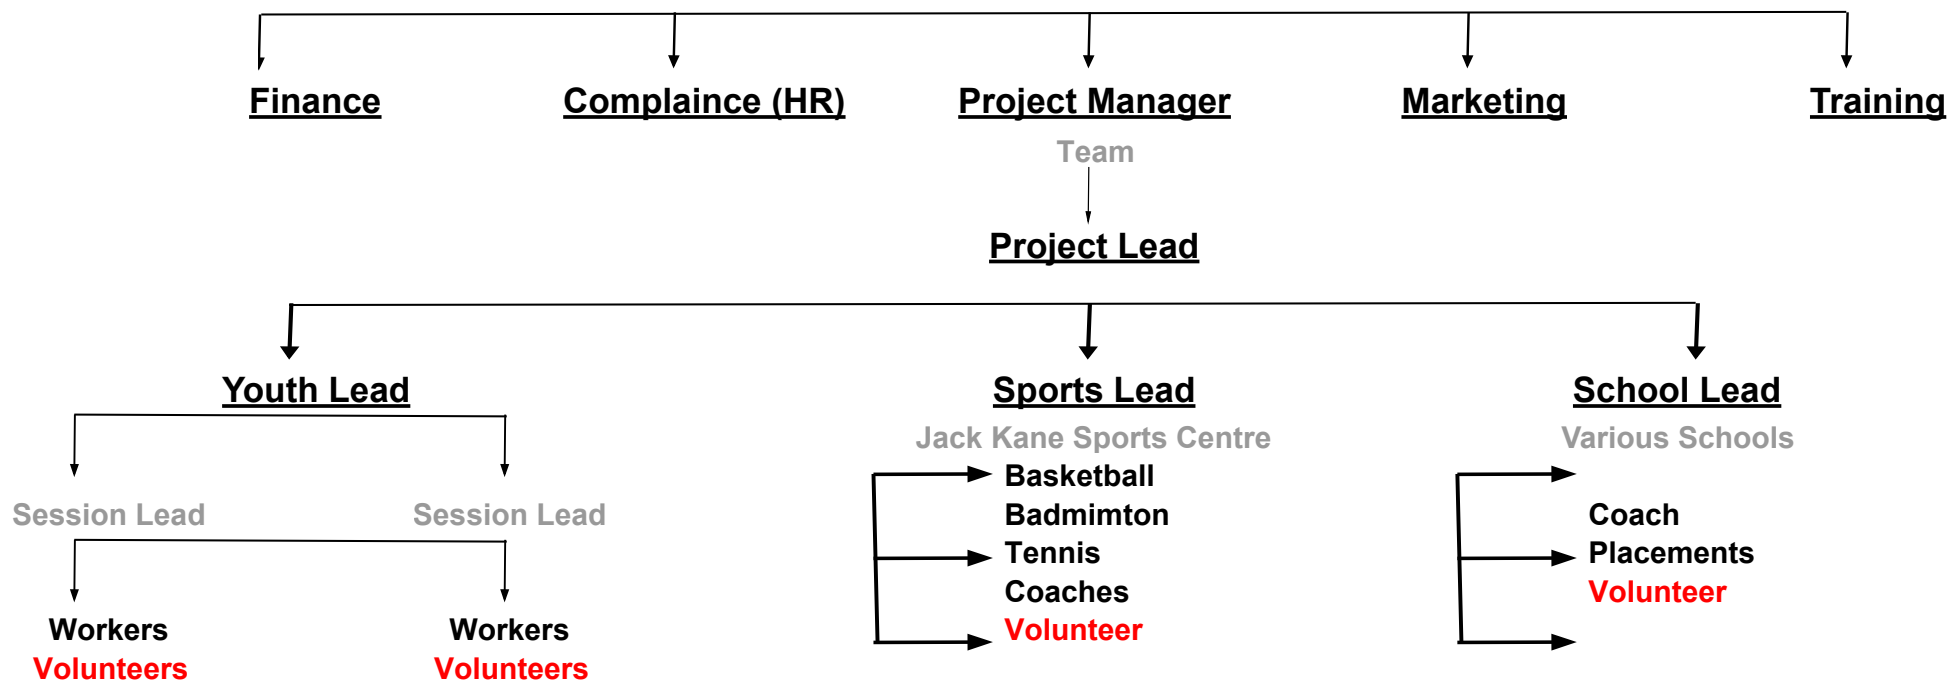 Finance Complaince (HR) Project Manager Marketing Training
Team
Project Lead
Youth Lead Sports Lead School Lead
Jack Kane Sports Centre Various Schools
Basketball
Session Lead Session Lead Badmimton Coach
Tennis Placements
Coaches Volunteer
Workers Workers Volunteer
Volunteers Volunteers